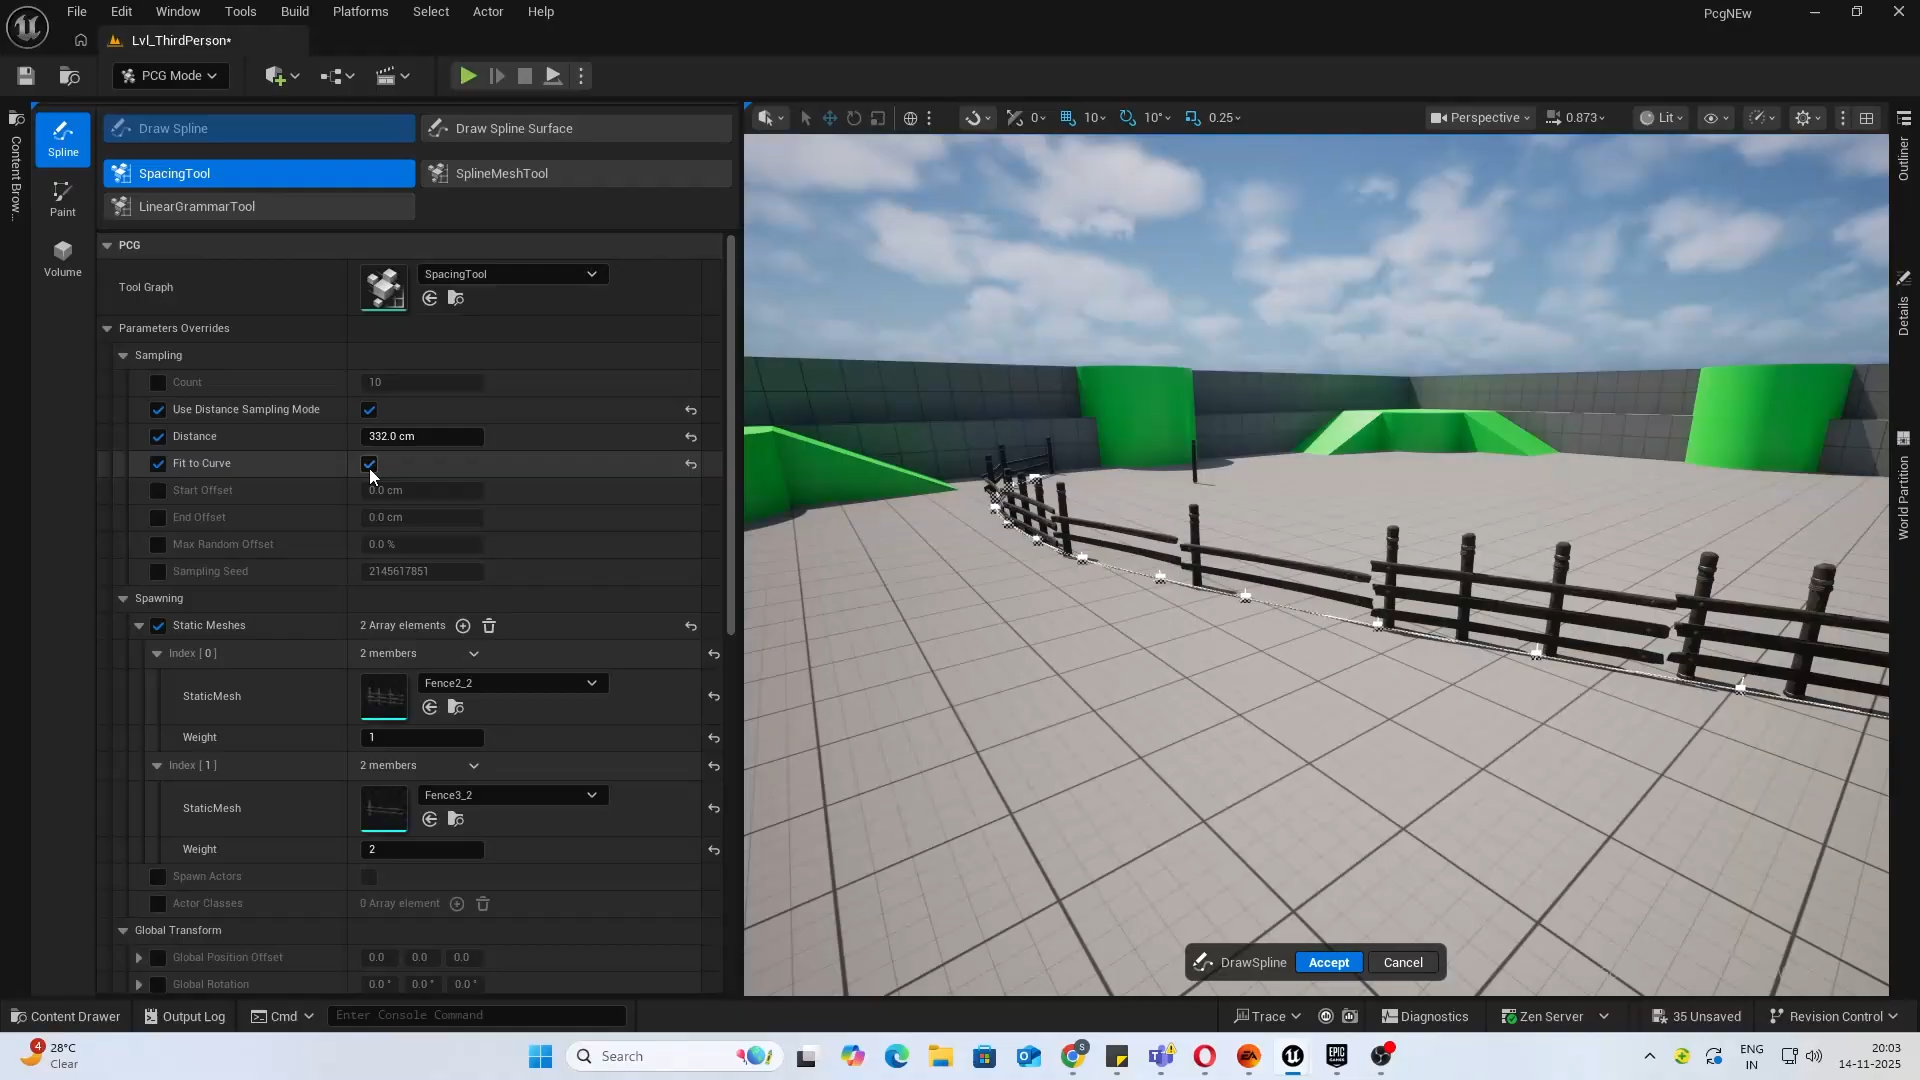 File Edit Window Tools Build Platforms Select Actor Help
PcgNEw
Lvl_ThirdPerson*
PCG Mode
Content Brow...
Spline
Paint
Volume
Draw Spline
Draw Spline Surface
SpacingTool
SplineMeshTool
LinearGrammarTool
PCG
Tool Graph
SpacingTool
Parameters Overrides
Sampling
Count 10
Use Distance Sampling Mode
Distance 332.0 cm
Fit to Curve
Start Offset 0.0 cm
End Offset 0.0 cm
Max Random Offset 0.0 %
Sampling Seed 2145617851
Spawning
Static Meshes 2 Array elements
Index [ 0 ] 2 members
StaticMesh Fence2_2
Weight 1
Index [ 1 ] 2 members
StaticMesh Fence3_2
Weight 2
Spawn Actors
Actor Classes 0 Array element
Global Transform
Global Position Offset 0.0 0.0 0.0
Global Rotation 0.0 ° 0.0 ° 0.0 °
0 10 10° 0.25
Perspective 0.873 Lit
Outliner
Details
World Partition
DrawSpline Accept Cancel
Content Drawer Output Log Cmd Enter Console Command
Trace Diagnostics Zen Server 35 Unsaved Revision Control
4
28°C
Clear
Search
EA
EPIC
GAMES
S
ENG
IN
20:03
14-11-2025